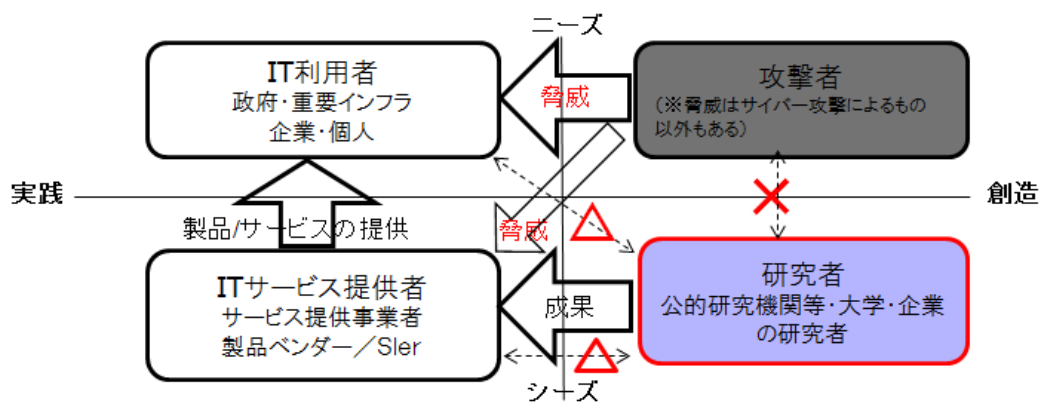 ニーズ
IT利用者
政府・重要インフラ
企業・個人
脅威
攻撃者
(※脅威はサイバー攻撃によるもの
以外もある)
実践
創造
製品/サービスの提供
脅威
ITサービス提供者
サービス提供事業者
製品ベンダー／SIer
成果
研究者
公的研究機関等・大学・企業
の研究者
シーズ